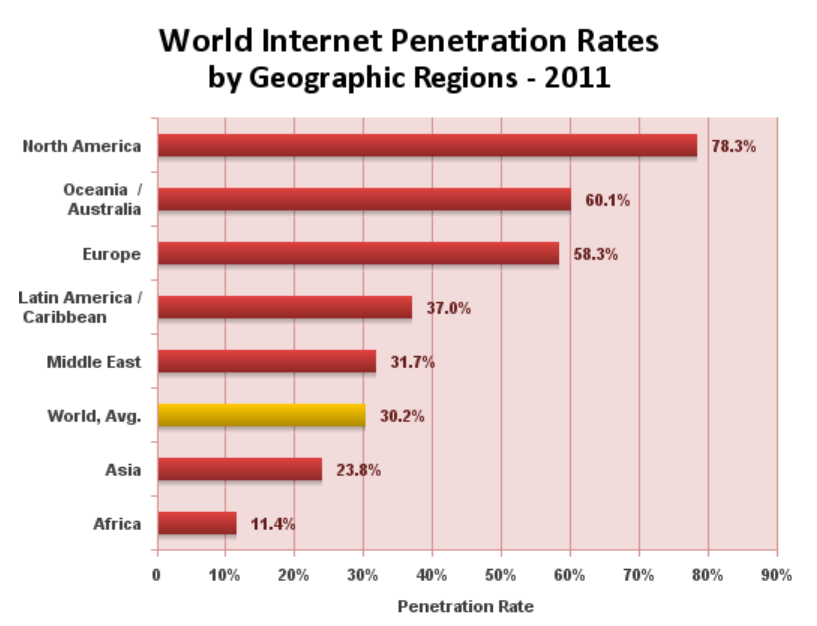 World Internet Penetration Rates
by Geographic Regions - 2011
North America
78.3%
Oceania /
Australia
60.1%
Europe
58.3%
Latin America /
Caribbean
37.0%
Middle East
31.7%
World, Avg.
30.2%
Asia
23.8%
Africa
11.4%
0 10% 20% 30% 40% 50% 60% 70% 80% 90%
Penetration Rate